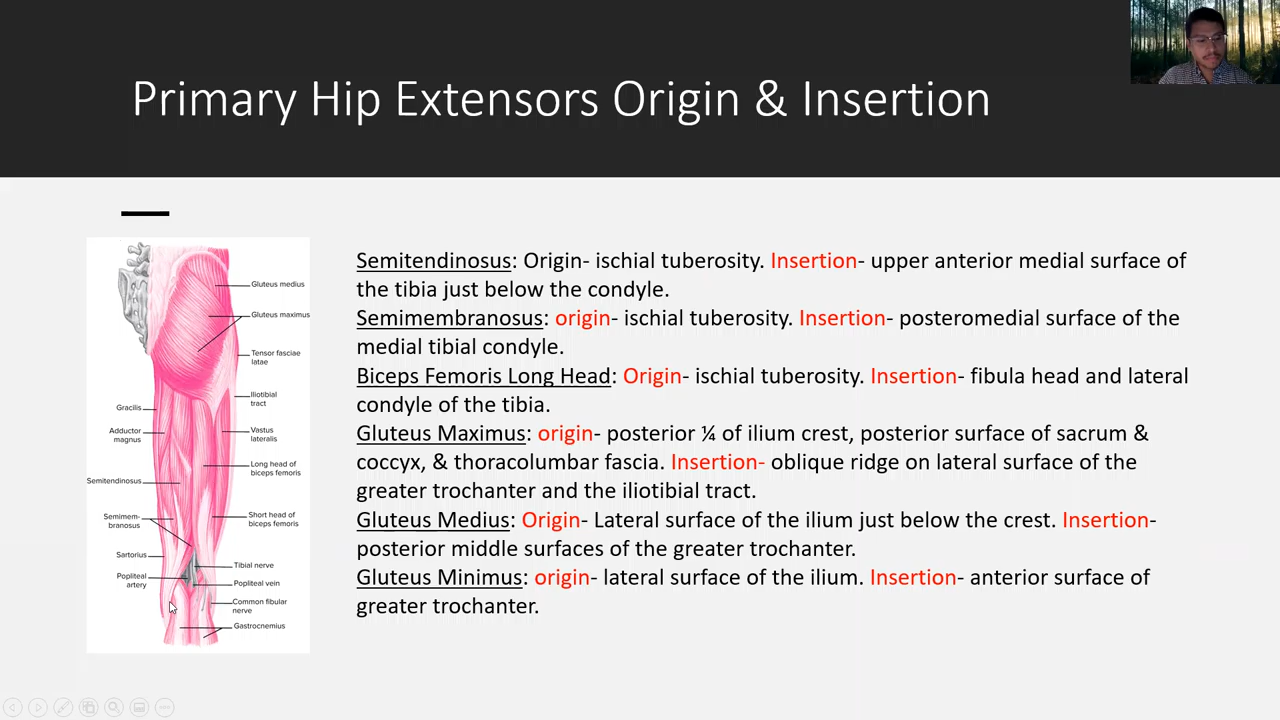 Primary Hip Extensors Origin & Insertion
Gluteus medius
Gluteus maximus
Tensor fasciae
latae
Iliotibial
tract
Gracilis
Adductor
magnus
Vastus
lateralis
Long head of
biceps femoris
Semitendinosus
Semimem-
branosus
Short head of
biceps femoris
Sartorius
Tibial nerve
Popliteal
artery
Popliteal vein
Common fibular
nerve
Gastrocnemius
Semitendinosus: Origin- ischial tuberosity. Insertion- upper anterior medial surface of
the tibia just below the condyle.
Semimembranosus: origin- ischial tuberosity. Insertion- posteromedial surface of the
medial tibial condyle.
Biceps Femoris Long Head: Origin- ischial tuberosity. Insertion- fibula head and lateral
condyle of the tibia.
Gluteus Maximus: origin- posterior ¼ of ilium crest, posterior surface of sacrum &
coccyx, & thoracolumbar fascia. Insertion- oblique ridge on lateral surface of the
greater trochanter and the iliotibial tract.
Gluteus Medius: Origin- Lateral surface of the ilium just below the crest. Insertion-
posterior middle surfaces of the greater trochanter.
Gluteus Minimus: origin- lateral surface of the ilium. Insertion- anterior surface of
greater trochanter.